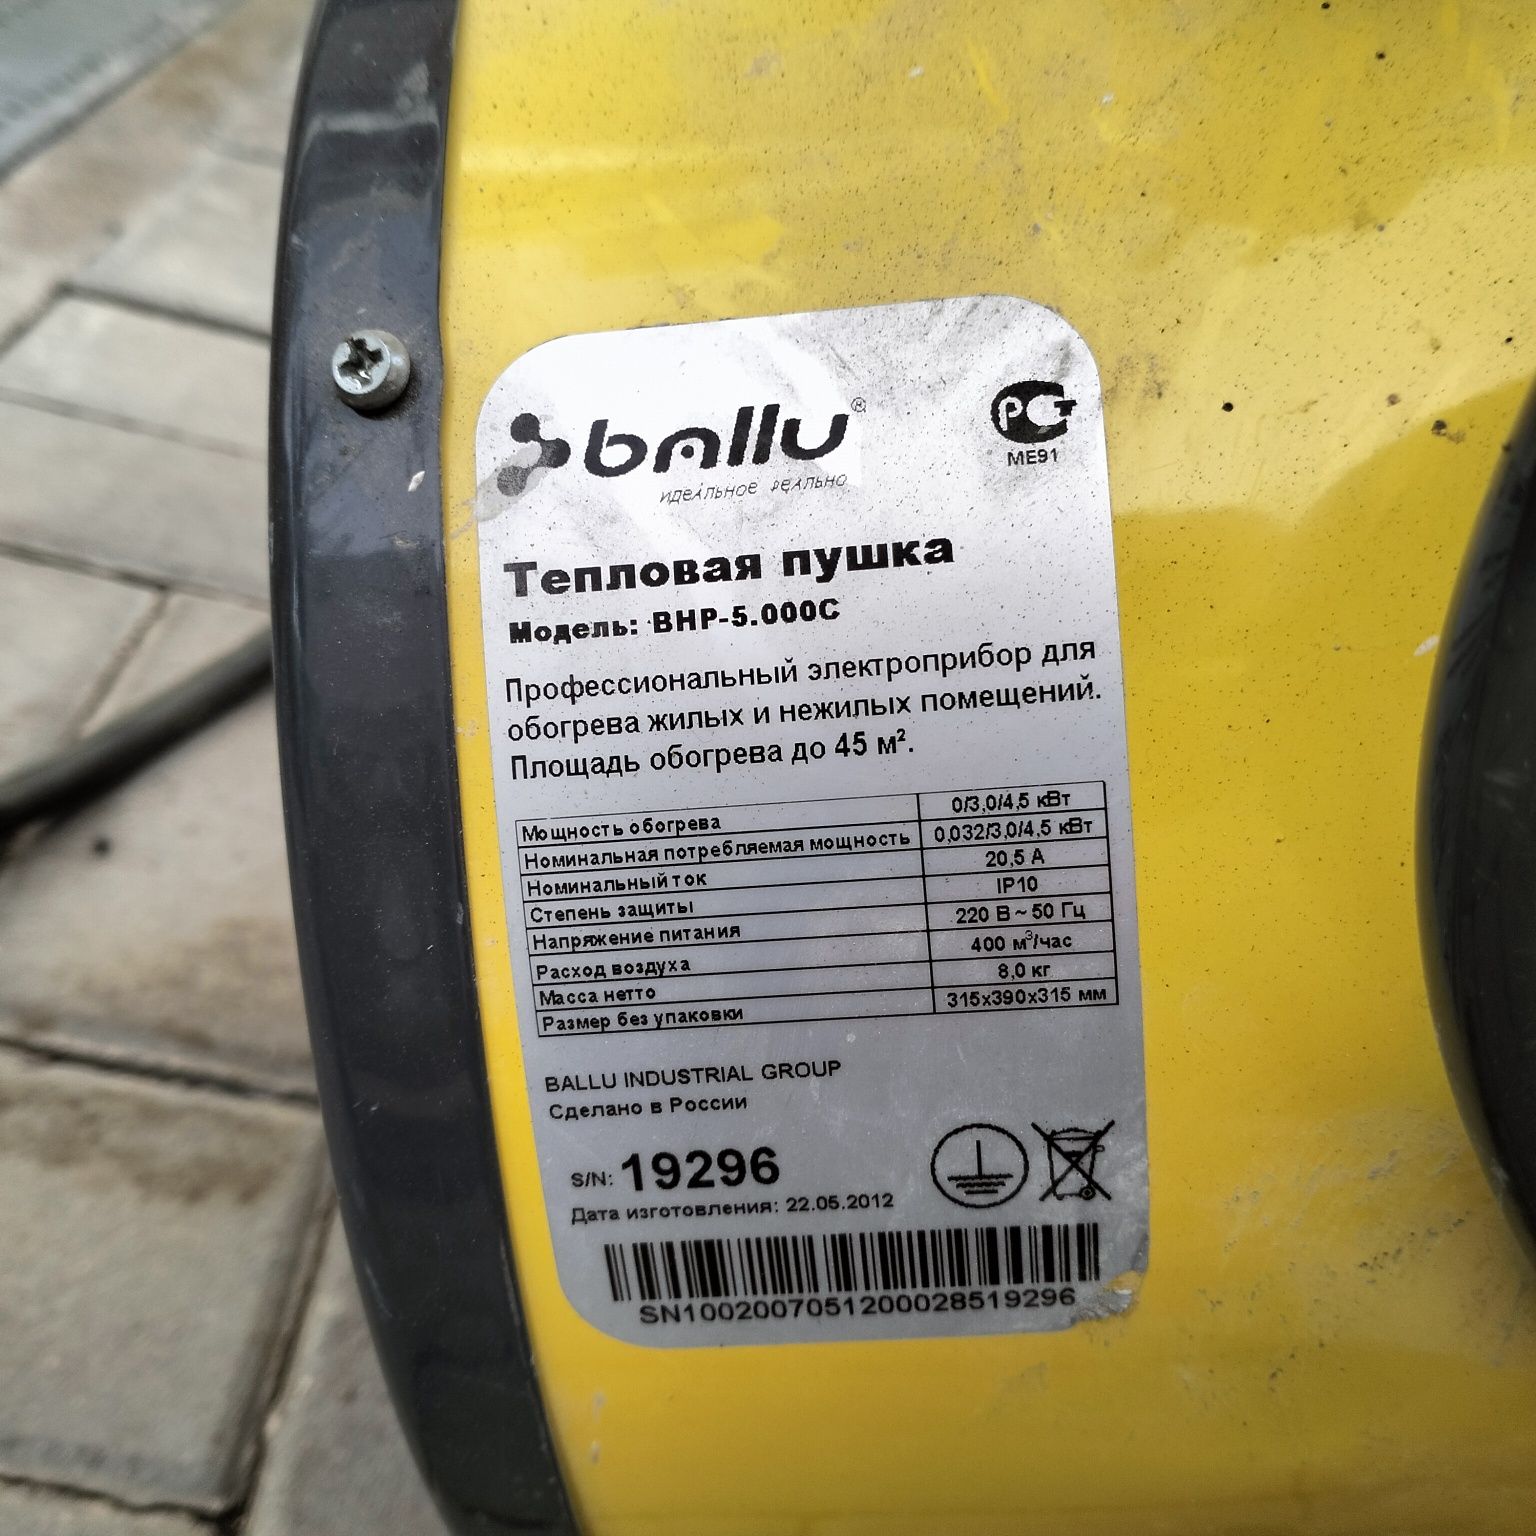 ballu®
идеальное реально
РСТ
МЕ91
Тепловая пушка
Модель: BHP-5.000C
Профессиональный электроприбор для
обогрева жилых и нежилых помещений.
Площадь обогрева до 45 м².
Мощность обогрева 0/3,0/4,5 кВт
Номинальная потребляемая мощность 0,032/3,0/4,5 кВт
Номинальный ток 20,5 А
Степень защиты IP10
Напряжение питания 220 В ~ 50 Гц
Расход воздуха 400 м³/час
Масса нетто 8,0 кг
Размер без упаковки 315x390x315 мм
BALLU INDUSTRIAL GROUP
Сделано в России
S/N: 19296
Дата изготовления: 22.05.2012
SN1002007051200028519296